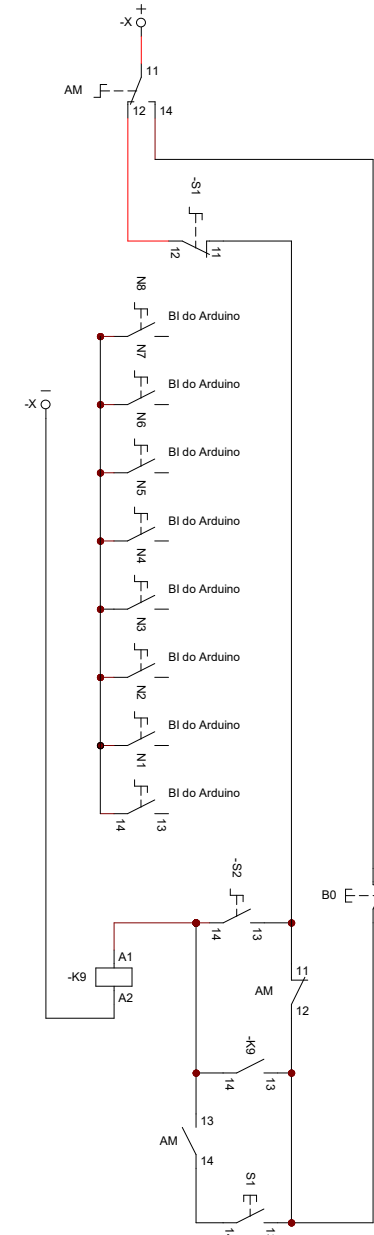 +
-X
11
AM
12
14
-S1
12
11
N8
BI do Arduino
N7
−
-X
BI do Arduino
N6
BI do Arduino
N5
BI do Arduino
N4
BI do Arduino
N3
BI do Arduino
N2
BI do Arduino
N1
BI do Arduino
14
13
-S2
B0
14
13
A1
-K9
A2
11
AM
12
-K9
14
13
13
AM
14
S1